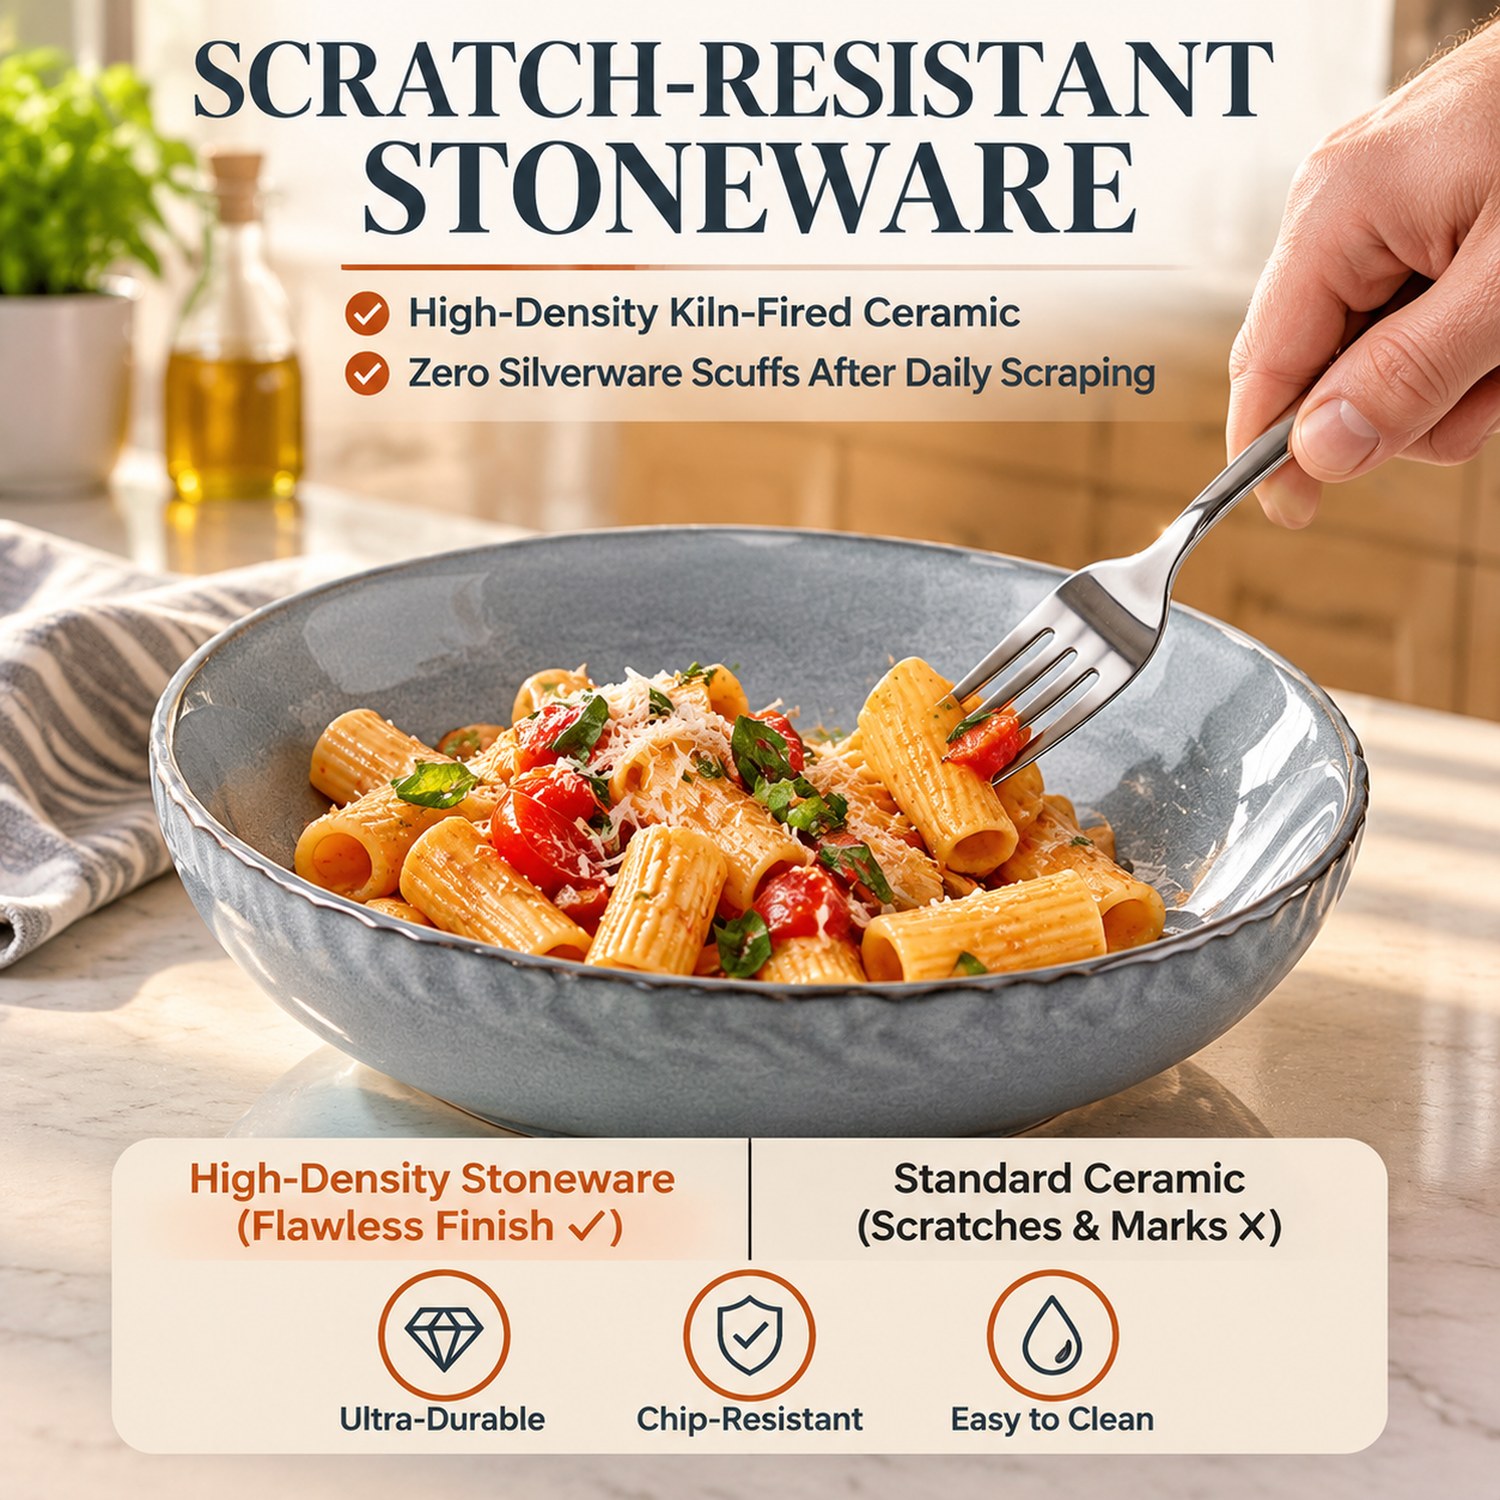 SCRATCH-RESISTANT
STONEWARE
High-Density Kiln-Fired Ceramic
Zero Silverware Scuffs After Daily Scraping
High-Density Stoneware
(Flawless Finish ✓)
Standard Ceramic
(Scratches & Marks X)
Ultra-Durable
Chip-Resistant
Easy to Clean